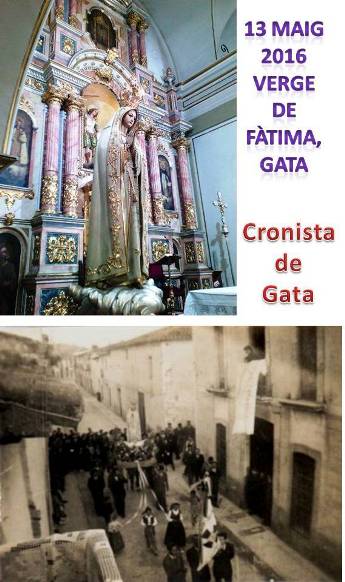 13 MAIG
2016
VERGE
DE
FÀTIMA,
GATA
Cronista
de
Gata